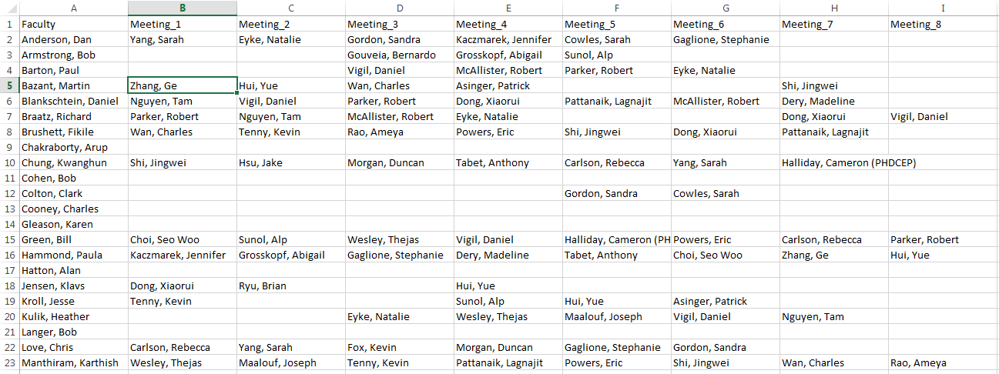 A B C D E F G H I
1 Faculty Meeting_1 Meeting_2 Meeting_3 Meeting_4 Meeting_5 Meeting_6 Meeting_7 Meeting_8
2 Anderson, Dan Yang, Sarah Eyke, Natalie Gordon, Sandra Kaczmarek, Jennifer Cowles, Sarah Gaglione, Stephanie
3 Armstrong, Bob Gouveia, Bernardo Grosskopf, Abigail Sunol, Alp
4 Barton, Paul Vigil, Daniel McAllister, Robert Parker, Robert Eyke, Natalie
5 Bazant, Martin Zhang, Ge Hui, Yue Wan, Charles Asinger, Patrick Shi, Jingwei
6 Blankschtein, Daniel Nguyen, Tam Vigil, Daniel Parker, Robert Dong, Xiaorui Pattanaik, Lagnajit McAllister, Robert Dery, Madeline
7 Braatz, Richard Parker, Robert Nguyen, Tam McAllister, Robert Eyke, Natalie Dong, Xiaorui Vigil, Daniel
8 Brushett, Fikile Wan, Charles Tenny, Kevin Rao, Ameya Powers, Eric Shi, Jingwei Dong, Xiaorui Pattanaik, Lagnajit
9 Chakraborty, Arup
10 Chung, Kwanghun Shi, Jingwei Hsu, Jake Morgan, Duncan Tabet, Anthony Carlson, Rebecca Yang, Sarah Halliday, Cameron (PHDCEP)
11 Cohen, Bob
12 Colton, Clark Gordon, Sandra Cowles, Sarah
13 Cooney, Charles
14 Gleason, Karen
15 Green, Bill Choi, Seo Woo Sunol, Alp Wesley, Thejas Vigil, Daniel Halliday, Cameron (PH Powers, Eric Carlson, Rebecca Parker, Robert
16 Hammond, Paula Kaczmarek, Jennifer Grosskopf, Abigail Gaglione, Stephanie Dery, Madeline Tabet, Anthony Choi, Seo Woo Zhang, Ge Hui, Yue
17 Hatton, Alan
18 Jensen, Klavs Dong, Xiaorui Ryu, Brian Hui, Yue
19 Kroll, Jesse Tenny, Kevin Sunol, Alp Hui, Yue Asinger, Patrick
20 Kulik, Heather Eyke, Natalie Wesley, Thejas Maalouf, Joseph Vigil, Daniel Nguyen, Tam
21 Langer, Bob
22 Love, Chris Carlson, Rebecca Yang, Sarah Fox, Kevin Morgan, Duncan Gaglione, Stephanie Gordon, Sandra
23 Manthiram, Karthish Wesley, Thejas Maalouf, Joseph Tenny, Kevin Pattanaik, Lagnajit Powers, Eric Shi, Jingwei Wan, Charles Rao, Ameya